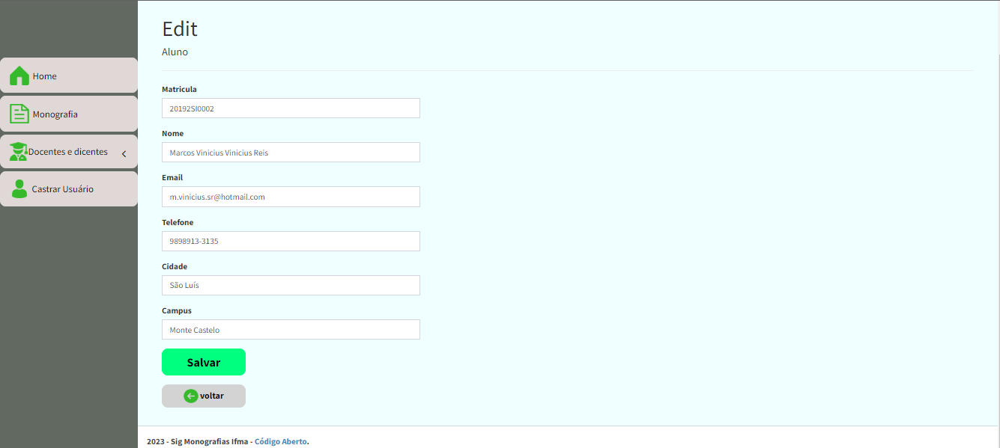 Home
Monografia
Docentes e dicentes
Castrar Usuário
Edit
Aluno
Matricula
20192SI0002
Nome
Marcos Vinicius Vinicius Reis
Email
m.vinicius.sr@hotmail.com
Telefone
9898913-3135
Cidade
São Luís
Campus
Monte Castelo
Salvar
voltar
2023 - Sig Monografias Ifma - Código Aberto.